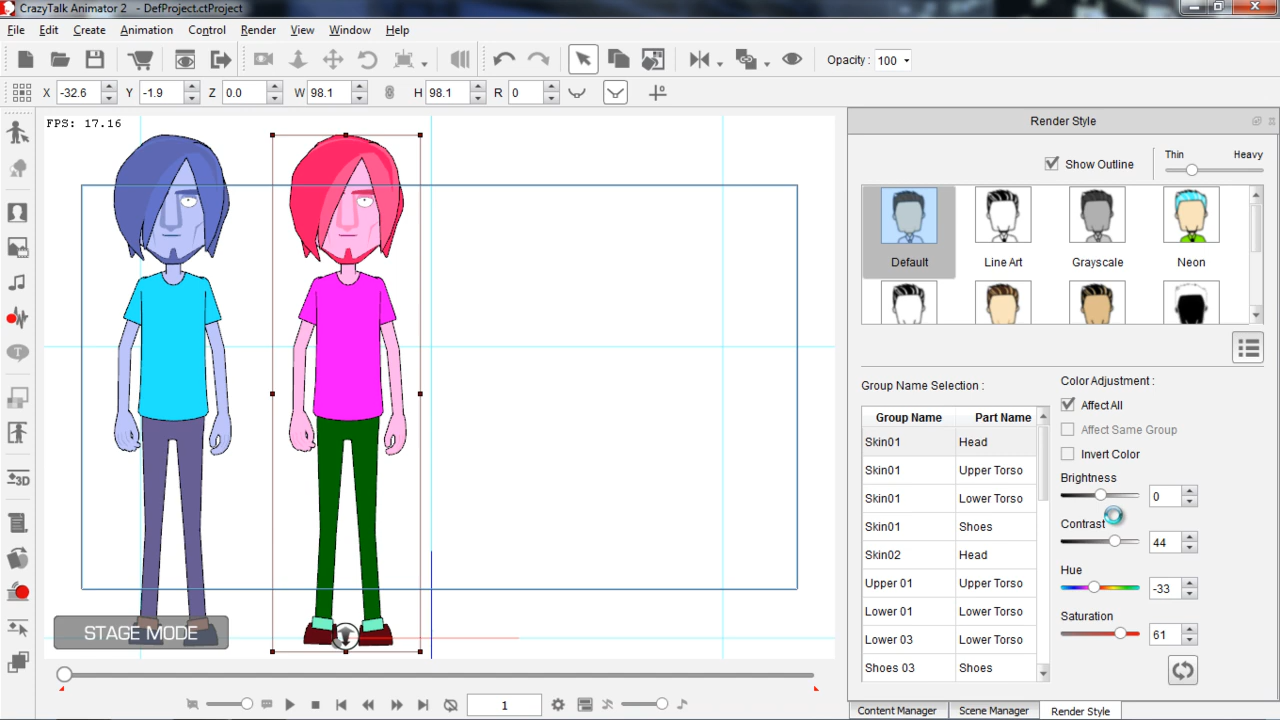 CrazyTalk Animator 2 - DefProject.ctProject
File Edit Create Animation Control Render View Window Help
Opacity : 100
X -32.6 Y -1.9 Z 0.0 W 98.1 H 98.1 R 0
FPS: 17.16
Render Style
Show Outline Thin Heavy
Default Line Art Grayscale Neon
Group Name Selection : Color Adjustment :
Affect All
Group Name Part Name
Affect Same Group
Skin01 Head
Invert Color
Skin01 Upper Torso
Brightness
Skin01 Lower Torso
0
Skin01 Shoes
Contrast
44
Skin02 Head
Hue
Upper 01 Upper Torso
-33
Lower 01 Lower Torso
Saturation
Lower 03 Lower Torso
61
Shoes 03 Shoes
STAGE MODE
3D
T
1
Content Manager Scene Manager Render Style